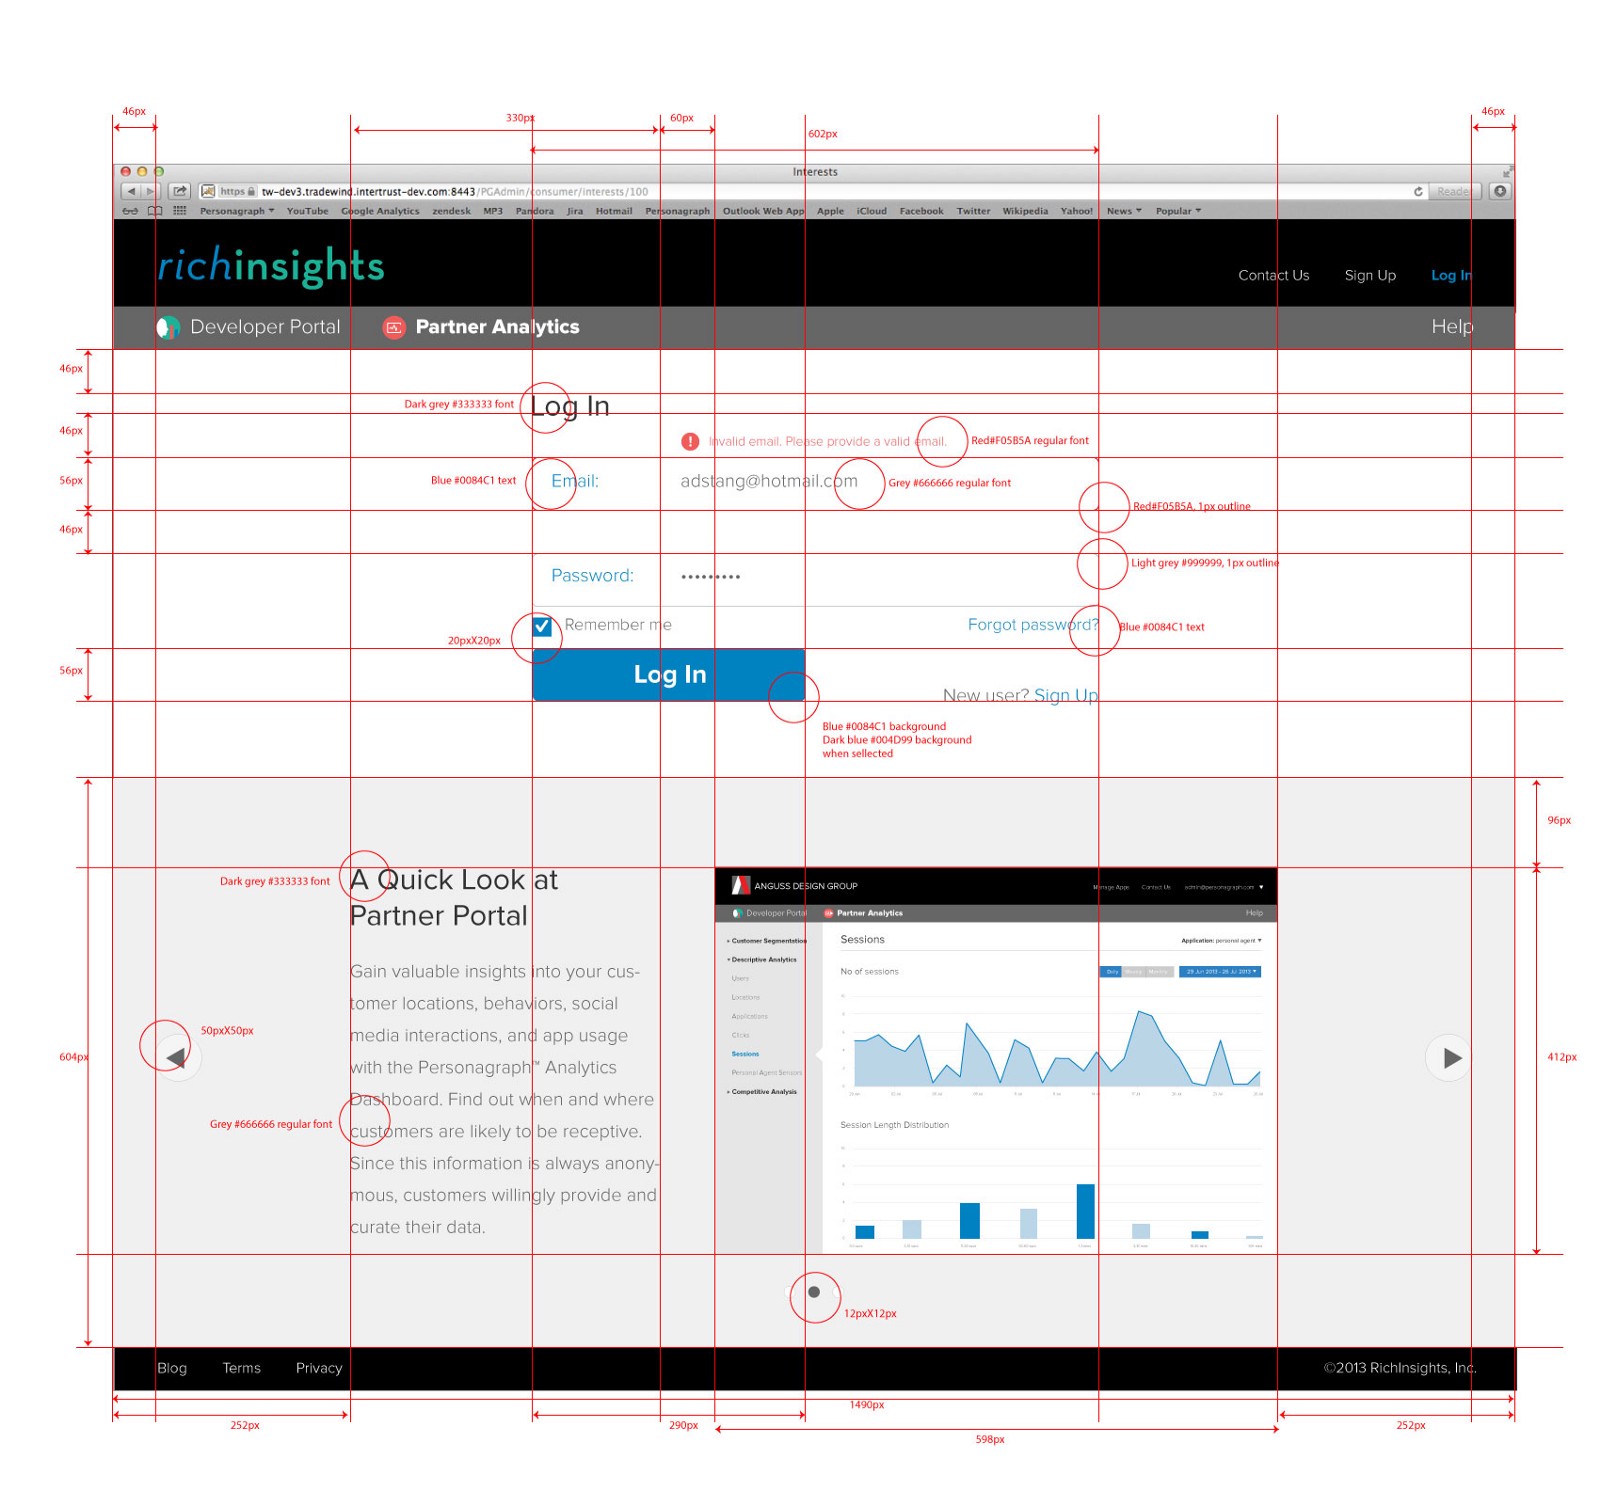 46px
330px
60px
602px
46px
Interests
https tw-dev3.tradewind.intertrust-dev.com:8443/PGAdmin/consumer/interests/100
Reader
Personagraph YouTube Google Analytics zendesk MP3 Pandora Jira Hotmail Personagraph Outlook Web App Apple iCloud Facebook Twitter Wikipedia Yahoo! News Popular
richinsights
Contact Us Sign Up Log In
Developer Portal Partner Analytics Help
46px
Dark grey #333333 font
Log In
46px
Invalid email. Please provide a valid email.
Red#F05B5A regular font
56px
Blue #0084C1 text
Email: adstang@hotmail.com
Grey #666666 regular font
Red#F05B5A, 1px outline
46px
Light grey #999999, 1px outline
Password: •••••••••
20pxX20px
Remember me
Forgot password?
Blue #0084C1 text
56px
Log In
New user? Sign Up
Blue #0084C1 background
Dark blue #004D99 background
when sellected
96px
Dark grey #333333 font
A Quick Look at
Partner Portal
Gain valuable insights into your cus-
tomer locations, behaviors, social
media interactions, and app usage
with the Personagraph™ Analytics
Dashboard. Find out when and where
customers are likely to be receptive.
Since this information is always anony-
mous, customers willingly provide and
curate their data.
50pxX50px
604px
Grey #666666 regular font
ANGUSS DESIGN GROUP
Manage Apps Contact Us admin@personagraph.com
Developer Portal Partner Analytics Help
Customer Segmentation
Descriptive Analytics
Users
Locations
Applications
Clicks
Sessions
Personal Agent Sensors
Competitive Analysis
Sessions
Application: personal agent
No of sessions
Daily Weekly Monthly
29 Jun 2013 - 28 Jul 2013
Session Length Distribution
412px
12pxX12px
Blog Terms Privacy
©2013 RichInsights, Inc.
1490px
252px
290px
598px
252px